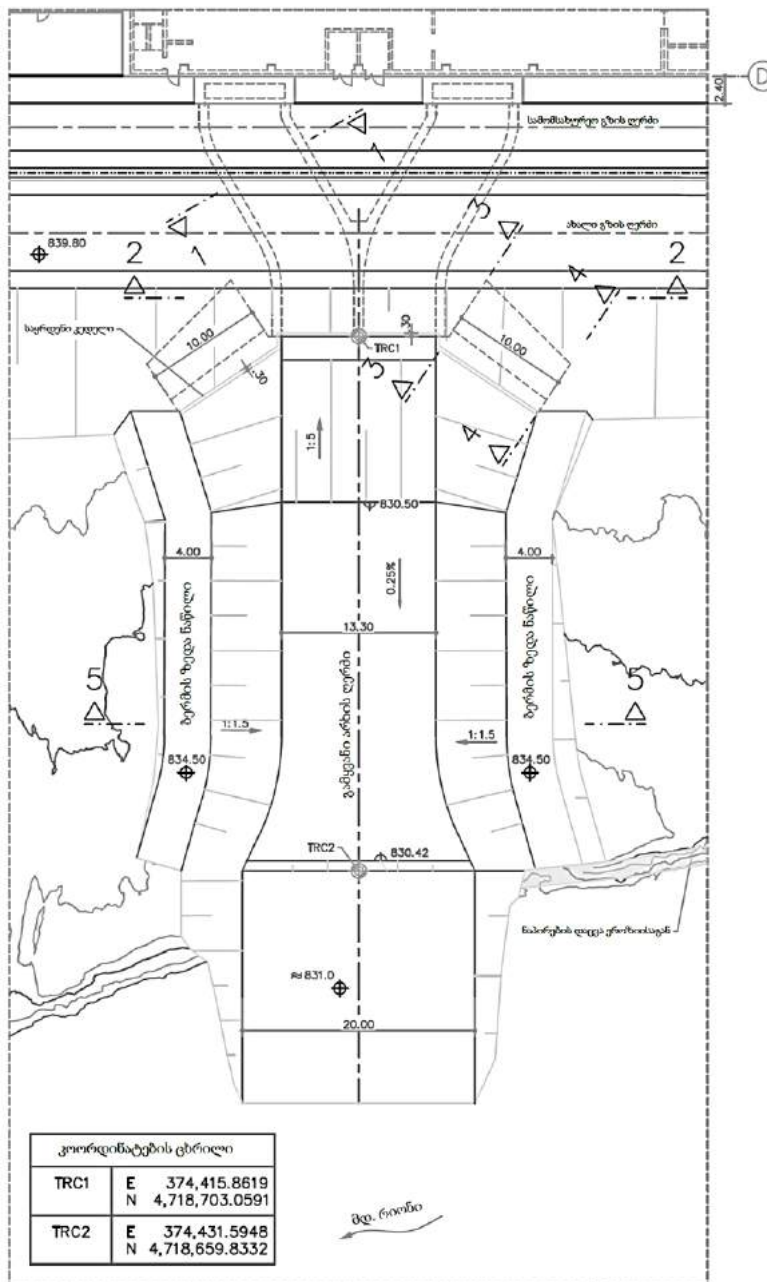 D
2.40
სამომსახურეო გზის ღერძი
1
3
ახალი გზის ღერძი
839.80
2
1
4
2
საყრდენი კედელი
10.00
.30
.30
TRC1
10.00
3
4
1:5
830.50
4.00
0.25%
4.00
ბერმის ზედა ნაწილი
13.30
ბერმის ზედა ნაწილი
5
გამყვანი არხის ღერძი
5
1:1.5
1:1.5
834.50
834.50
TRC2
830.42
ნაპირების დაცვა ეროზიისაგან
≈831.0
20.00
კოორდინატების ცხრილი
TRC1 E 374,415.8619
N 4,718,703.0591
TRC2 E 374,431.5948
N 4,718,659.8332
მდ. რიონი